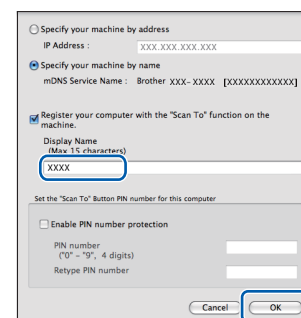 Specify your machine by address
IP Address : XXX.XXX.XXX.XXX
Specify your machine by name
mDNS Service Name : Brother XXX-XXXX [XXXXXXXXXXXX]
Register your computer with the "Scan To" function on the
machine.
Display Name
(Max 15 characters)
XXXX
Set the "Scan To" Button PIN number for this computer
Enable PIN number protection
PIN number
("0" - "9", 4 digits)
Retype PIN number
Cancel OK